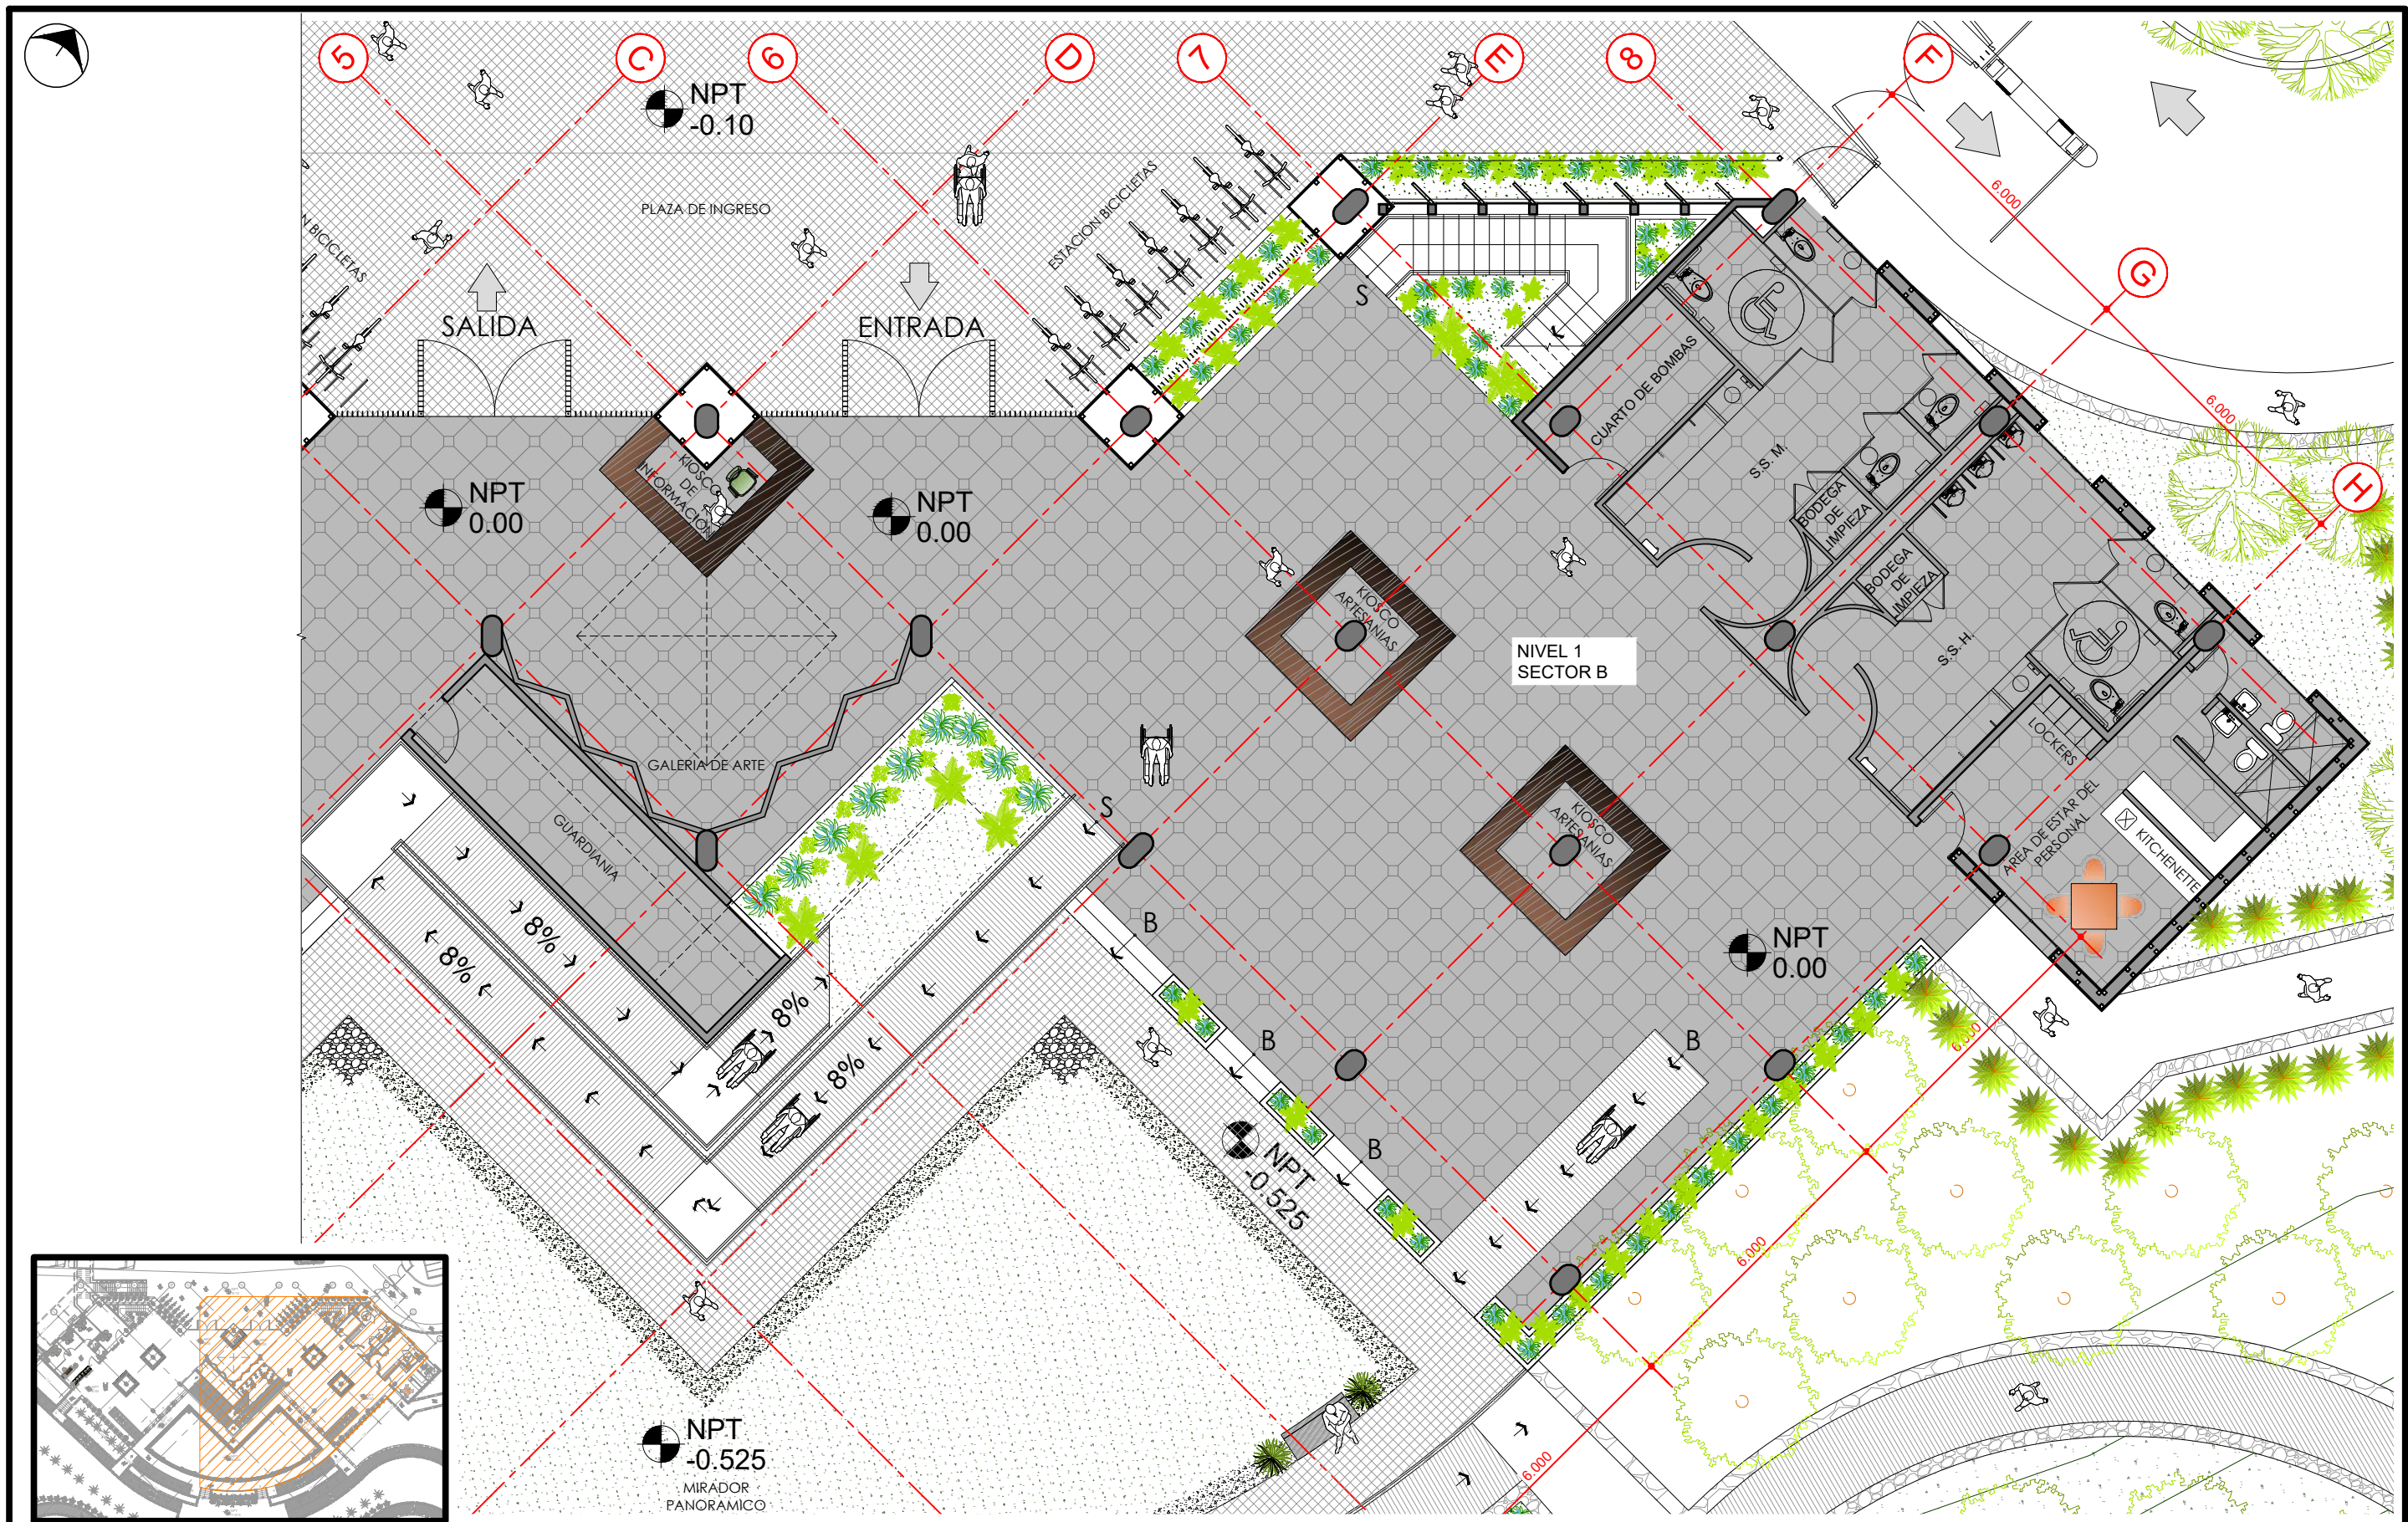 5
C
6
D
7
E
8
F
G
H
NPT
-0.10
PLAZA DE INGRESO
N BICICLETAS
ESTACION BICICLETAS
SALIDA
ENTRADA
6.000
6.000
S
CUARTO DE BOMBAS
S.S. M.
BODEGA
DE
IMPIEZA
BODEGA
DE
IMPIEZA
S.S. H.
KIOSCO
DE
INFORMACION
NPT
0.00
NPT
0.00
KIOSCO
ARTESANIAS
NIVEL 1
SECTOR B
LOCKERS
GALERIA DE ARTE
GUARDIANIA
S
KIOSCO
ARTESANIAS
AREA DE ESTAR DEL
PERSONAL
KITCHENETTE
8%
8%
8%
8%
B
B
B
B
NPT
0.00
NPT
-0.525
6.000
6.000
6.000
NPT
-0.525
MIRADOR
PANORAMICO